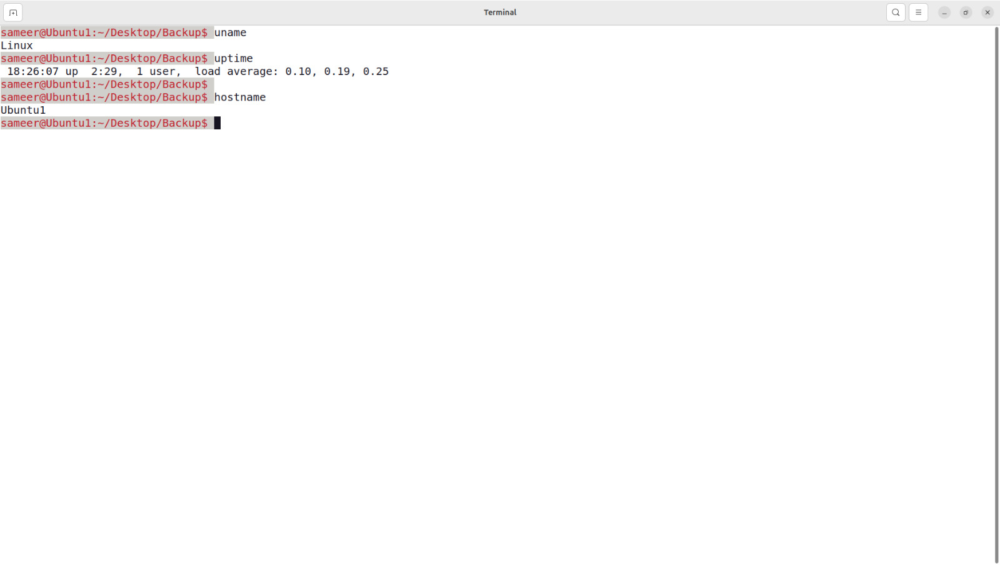 Terminal
sameer@Ubuntu1:~/Desktop/Backup$ uname
Linux
sameer@Ubuntu1:~/Desktop/Backup$ uptime
 18:26:07 up  2:29,  1 user,  load average: 0.10, 0.19, 0.25
sameer@Ubuntu1:~/Desktop/Backup$
sameer@Ubuntu1:~/Desktop/Backup$ hostname
Ubuntu1
sameer@Ubuntu1:~/Desktop/Backup$